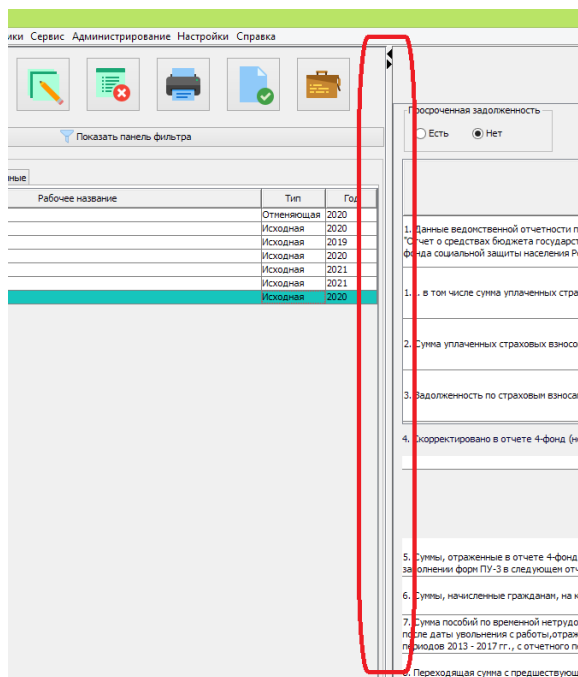 ики Сервис Администрирование Настройки Справка
Показать панель фильтра
нные
Рабочее название Тип Год
Отменяющая 2020
Исходная 2020
Исходная 2019
Исходная 2020
Исходная 2021
Исходная 2021
Исходная 2020
Просроченная задолженность
Есть Нет
1. Данные ведомственной отчетности п
"Отчет о средствах бюджета государст
фонда социальной защиты населения Р
1.1. в том числе сумма уплаченных стра
2. Сумма уплаченных страховых взносо
3. Задолженность по страховым взноса
4. Скорректировано в отчете 4-фонд (н
5. Суммы, отраженные в отчете 4-фонд
заполнении форм ПУ-3 в следующем отч
6. Суммы, начисленные гражданам, на к
7. Сумма пособий по временной нетрудо
после даты увольнения с работы,отраж
периодов 2013 - 2017 гг., с отчетного п
8. Переходящая сумма с предшествующ